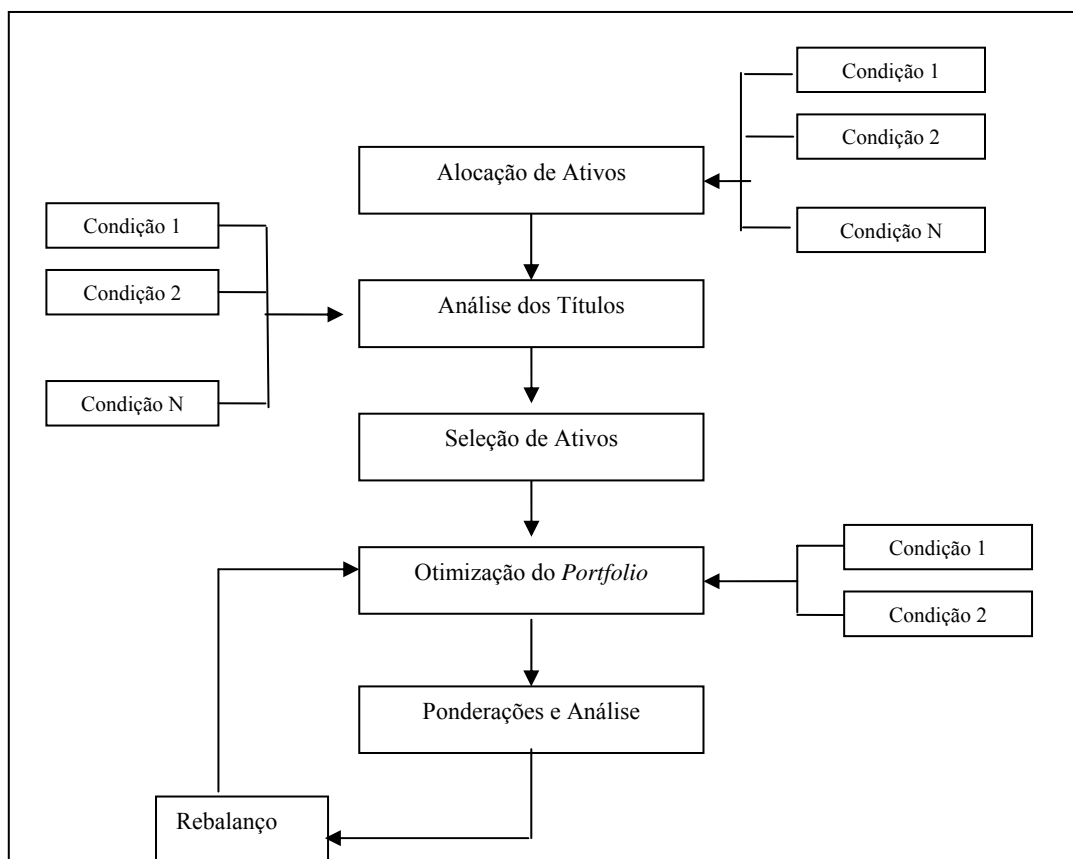 Condição 1
Condição 2
Alocação de Ativos
Condição N
Condição 1
Condição 2
Análise dos Títulos
Condição N
Seleção de Ativos
Condição 1
Otimização do Portfolio
Condição 2
Ponderações e Análise
Rebalanço